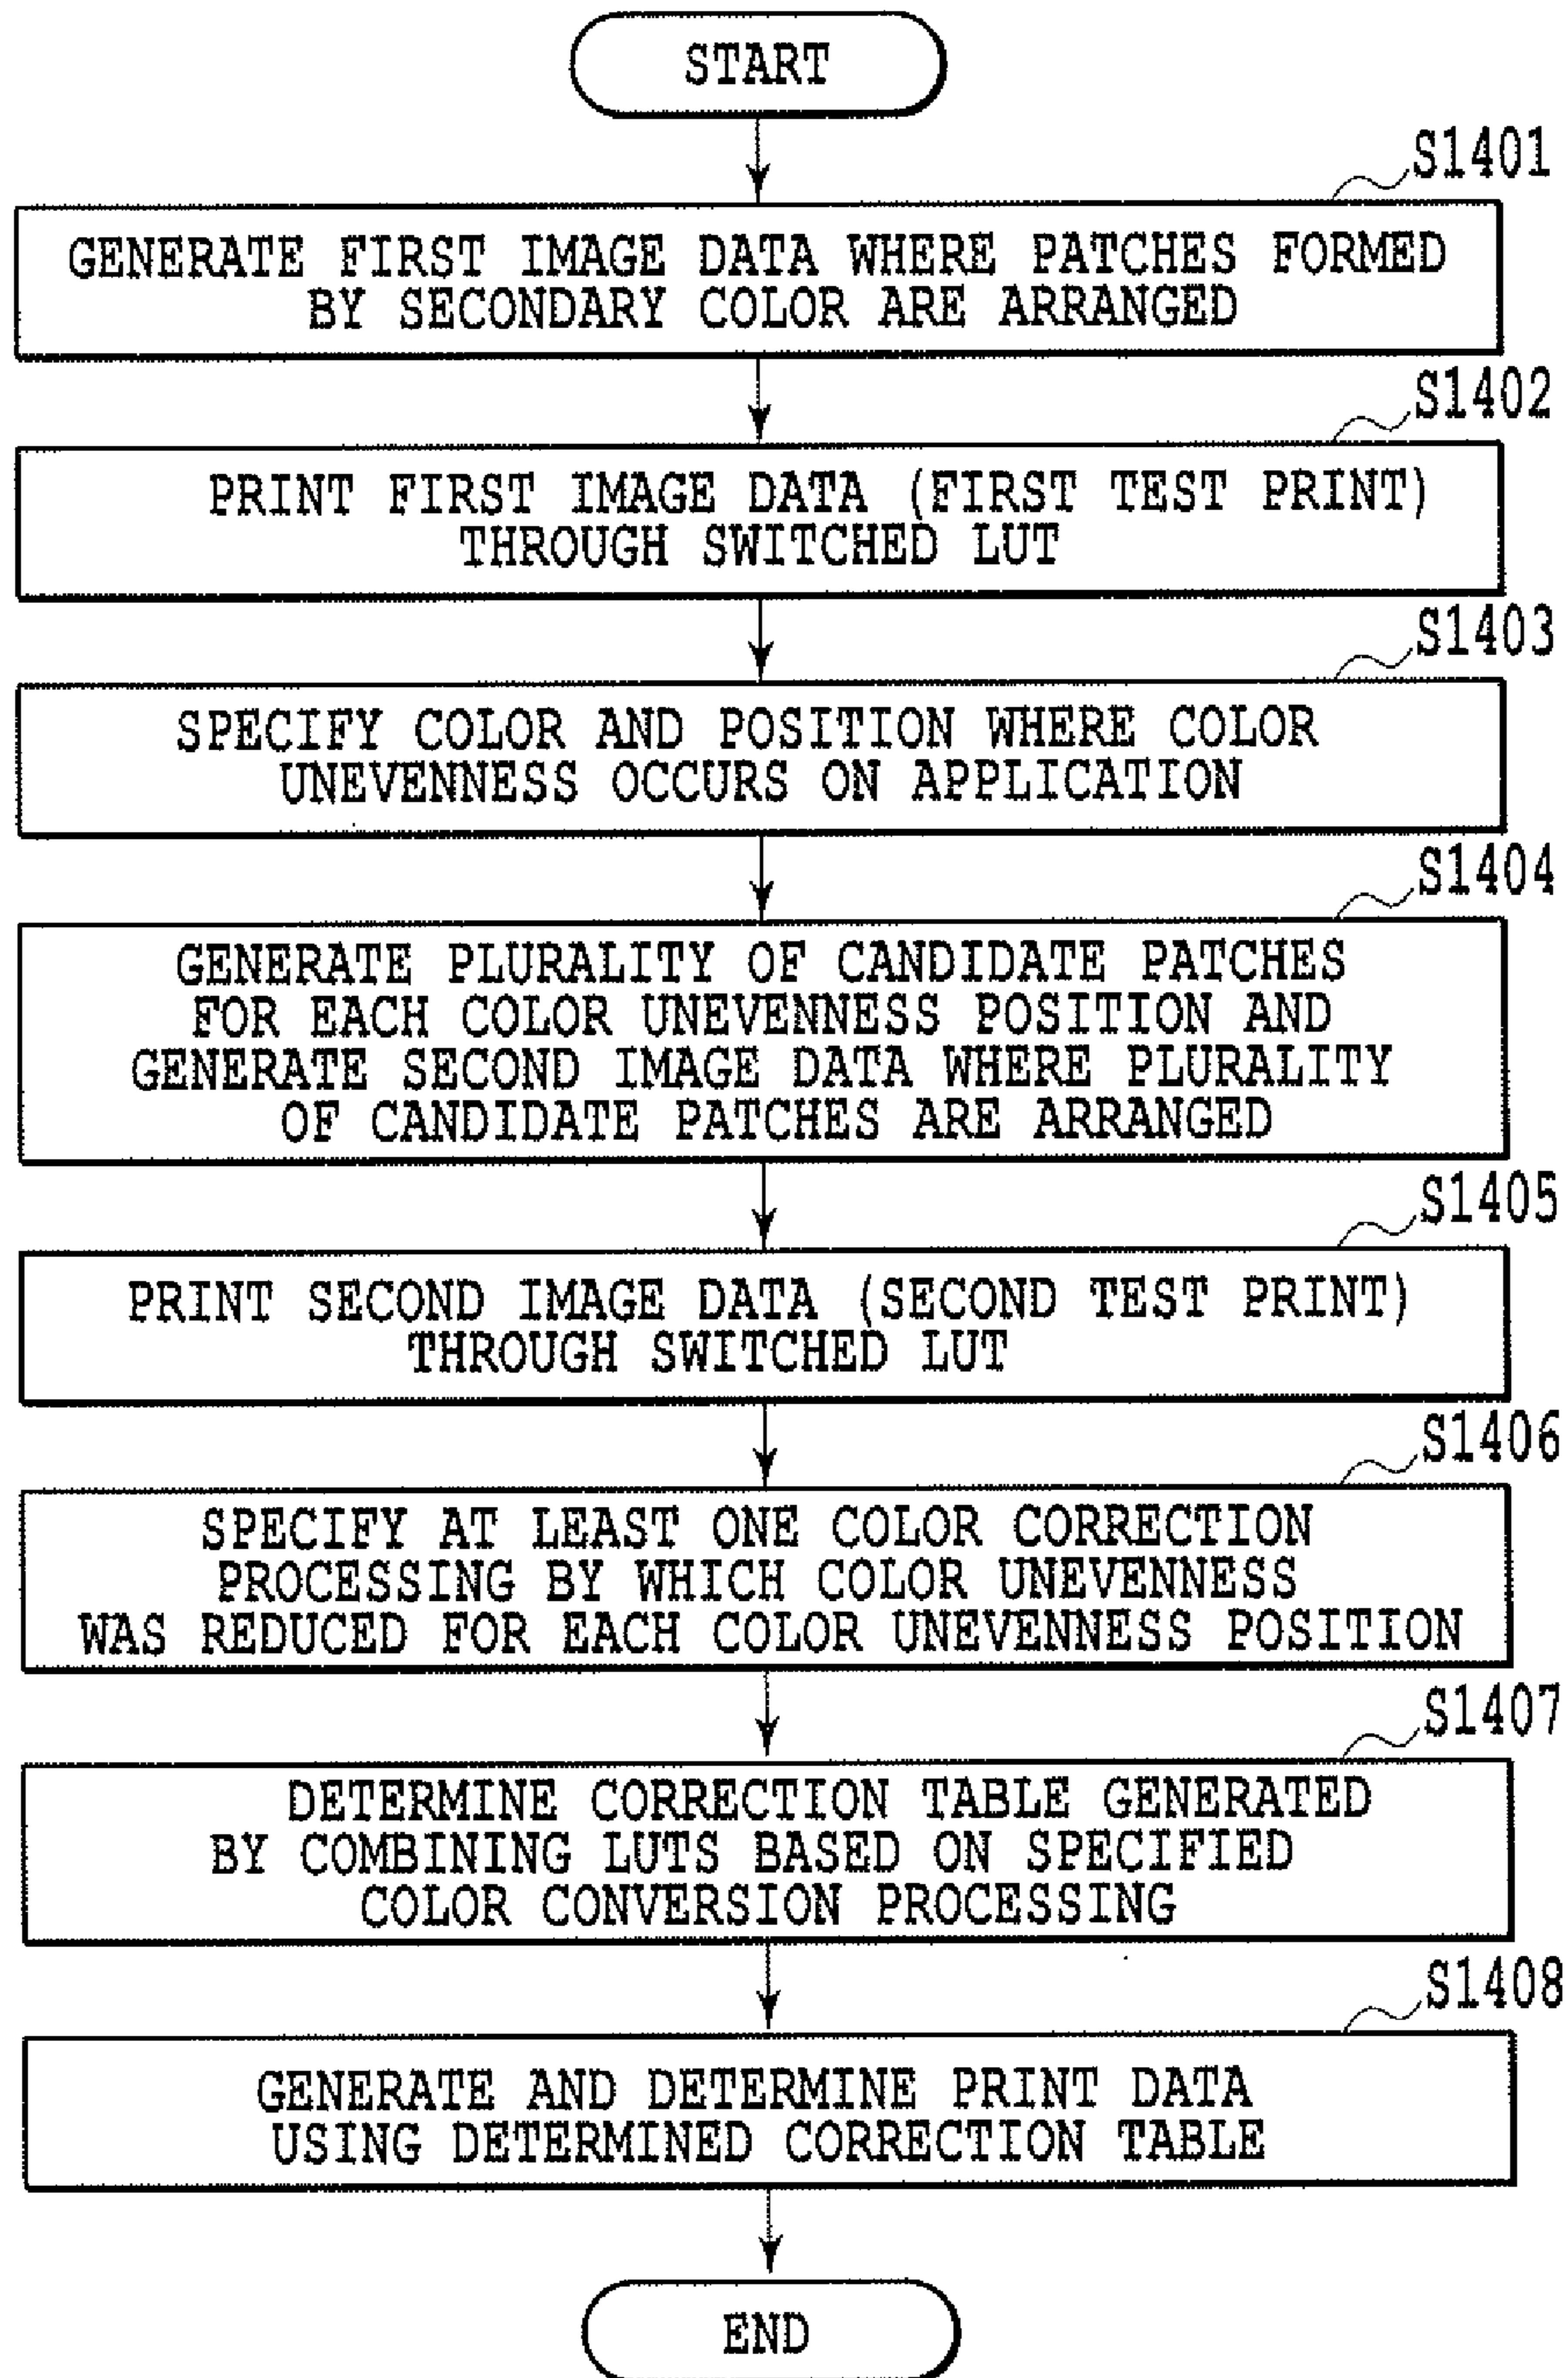 START
S1401
GENERATE FIRST IMAGE DATA WHERE PATCHES FORMED
BY SECONDARY COLOR ARE ARRANGED
S1402
PRINT FIRST IMAGE DATA (FIRST TEST PRINT)
THROUGH SWITCHED LUT
S1403
SPECIFY COLOR AND POSITION WHERE COLOR
UNEVENNESS OCCURS ON APPLICATION
S1404
GENERATE PLURALITY OF CANDIDATE PATCHES
FOR EACH COLOR UNEVENNESS POSITION AND
GENERATE SECOND IMAGE DATA WHERE PLURALITY
OF CANDIDATE PATCHES ARE ARRANGED
S1405
PRINT SECOND IMAGE DATA (SECOND TEST PRINT)
THROUGH SWITCHED LUT
S1406
SPECIFY AT LEAST ONE COLOR CORRECTION
PROCESSING BY WHICH COLOR UNEVENNESS
WAS REDUCED FOR EACH COLOR UNEVENNESS POSITION
S1407
DETERMINE CORRECTION TABLE GENERATED
BY COMBINING LUTS BASED ON SPECIFIED
COLOR CONVERSION PROCESSING
S1408
GENERATE AND DETERMINE PRINT DATA
USING DETERMINED CORRECTION TABLE
END